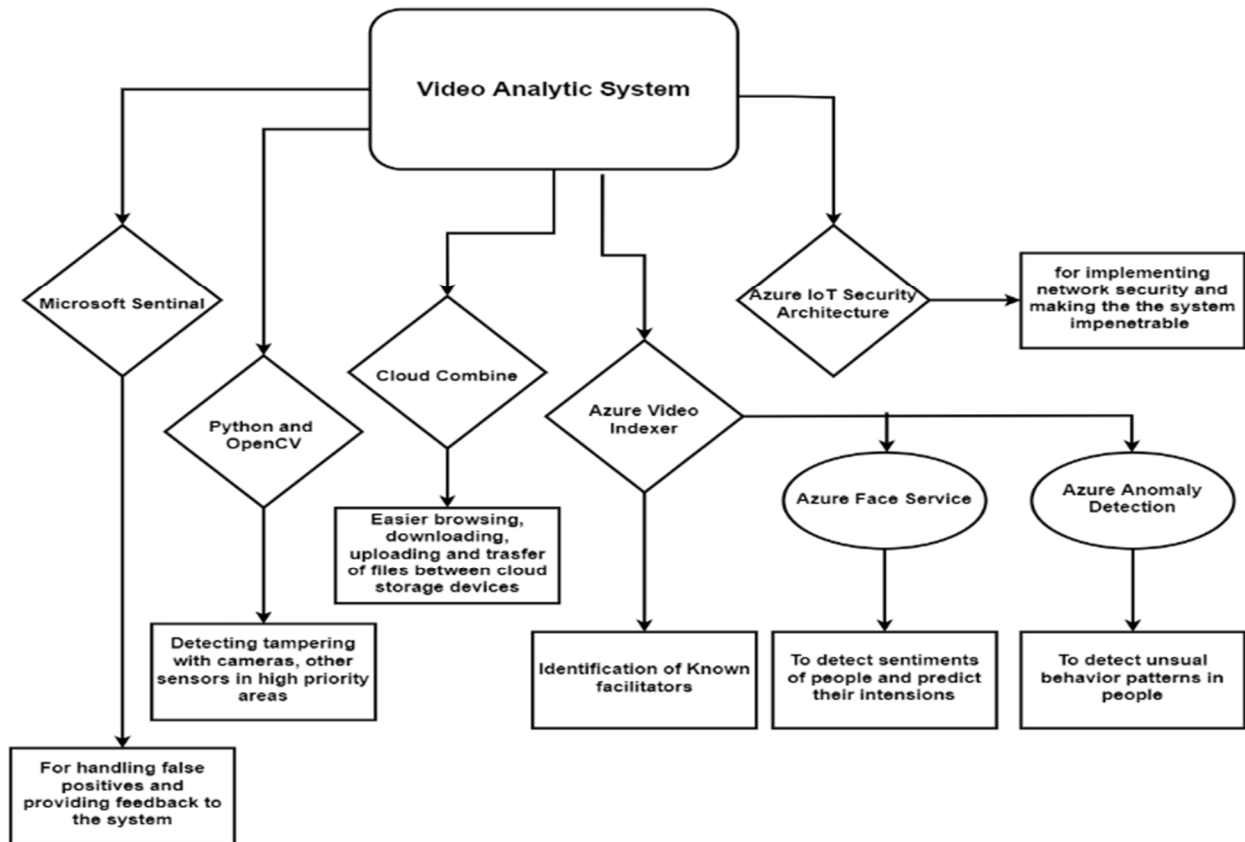 Video Analytic System
Microsoft Sentinal
Python and
OpenCV
Cloud Combine
Azure Video
Indexer
Azure IoT Security
Architecture
for implementing
network security and
making the the system
impenetrable
Azure Face Service
Azure Anomaly
Detection
Easier browsing,
downloading,
uploading and trasfer
of files between cloud
storage devices
Detecting tampering
with cameras, other
sensors in high priority
areas
Identification of Known
facilitators
To detect sentiments
of people and predict
their intensions
To detect unsual
behavior patterns in
people
For handling false
positives and
providing feedback to
the system